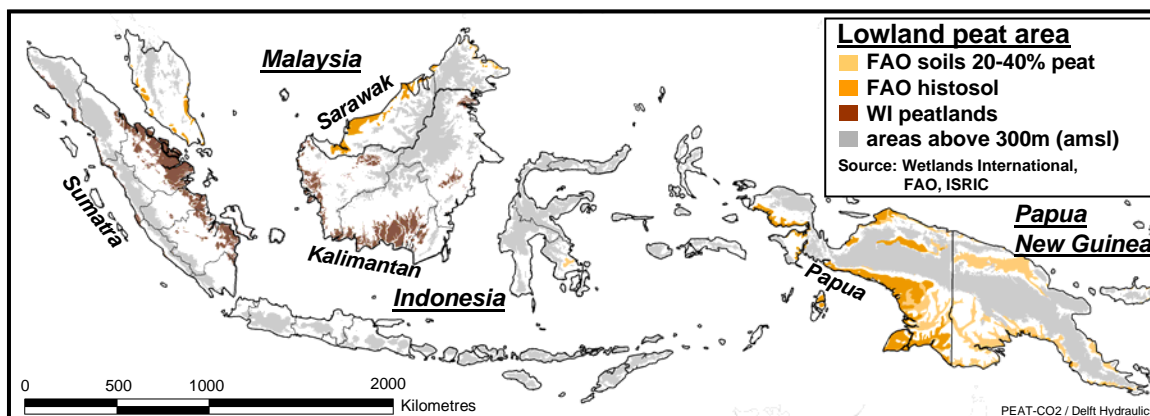 Lowland peat area
FAO soils 20-40% peat
FAO histosol
WI peatlands
areas above 300m (amsl)
Source: Wetlands International,
FAO, ISRIC
Malaysia
Sarawak
Sumatra
Kalimantan
Indonesia
Papua
Papua
New Guinea
0 500 1000 2000
Kilometres
PEAT-CO2 / Delft Hydraulic